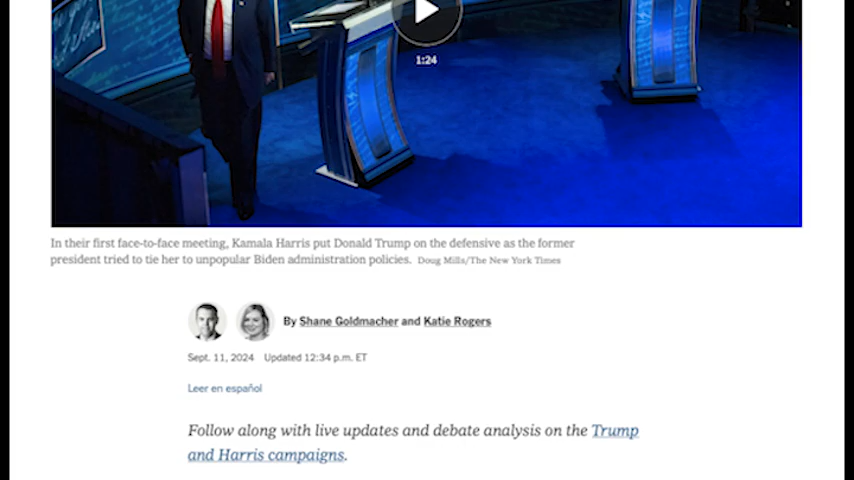 1:24
In their first face-to-face meeting, Kamala Harris put Donald Trump on the defensive as the former
president tried to tie her to unpopular Biden administration policies. Doug Mills/The New York Times
By Shane Goldmacher and Katie Rogers
Sept. 11, 2024 Updated 12:34 p.m. ET
Leer en español
Follow along with live updates and debate analysis on the Trump
and Harris campaigns.